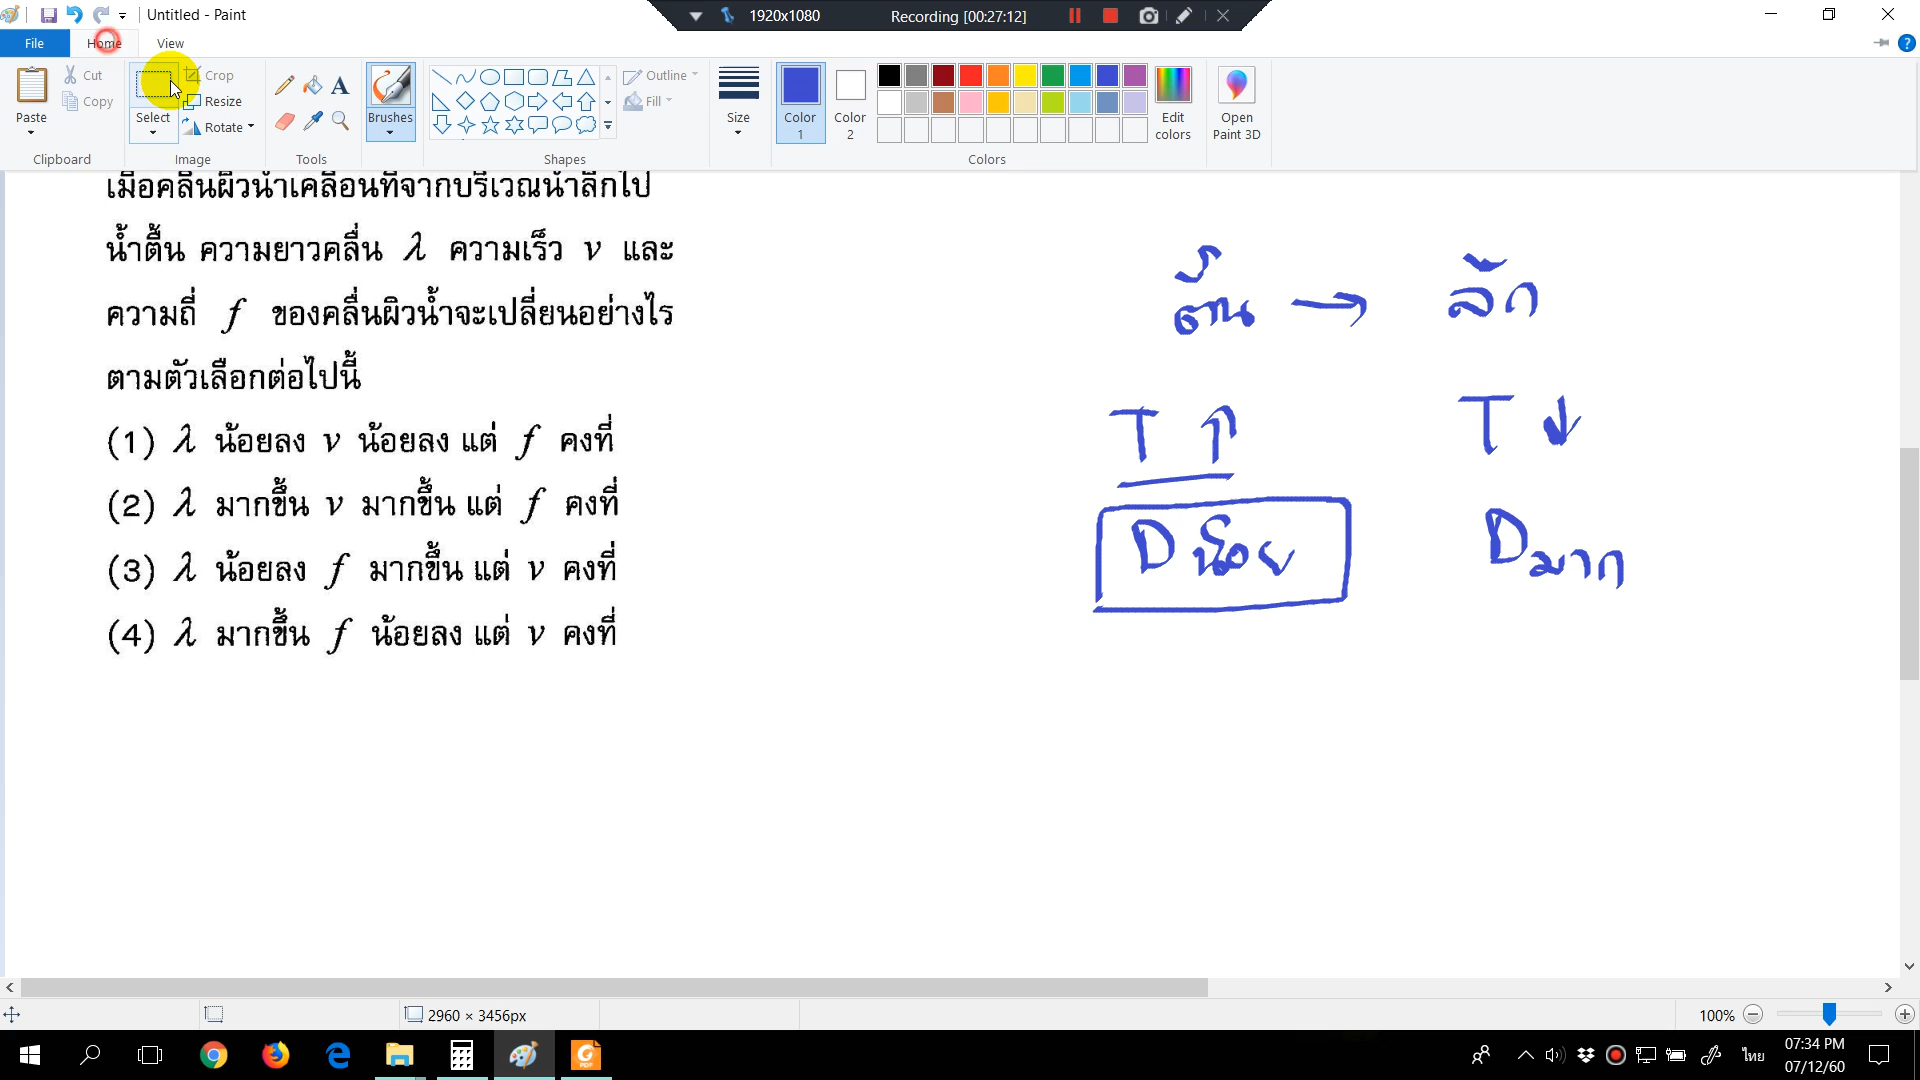 Untitled - Paint
1920x1080
Recording [00:27:12]
File
Home
View
Paste
Cut
Copy
Clipboard
Select
Crop
Resize
Rotate
Image
Tools
Brushes
Shapes
Outline
Fill
Size
Color 1
Color 2
Edit colors
Colors
Open Paint 3D
เมื่อคลื่นผิวน้ำเคลื่อนที่จากบริเวณน้ำลึกไป
น้ำตื้น ความยาวคลื่น λ ความเร็ว v และ
ความถี่ f ของคลื่นผิวน้ำจะเปลี่ยนอย่างไร
ตามตัวเลือกต่อไปนี้
(1) λ น้อยลง v น้อยลง แต่ f คงที่
(2) λ มากขึ้น v มากขึ้น แต่ f คงที่
(3) λ น้อยลง f มากขึ้น แต่ v คงที่
(4) λ มากขึ้น f น้อยลง แต่ v คงที่
ตื้น → ลึก
T ↑ T ↓
D น้อย D มาก
2960 × 3456px
100%
ไทย
07:34 PM
07/12/60